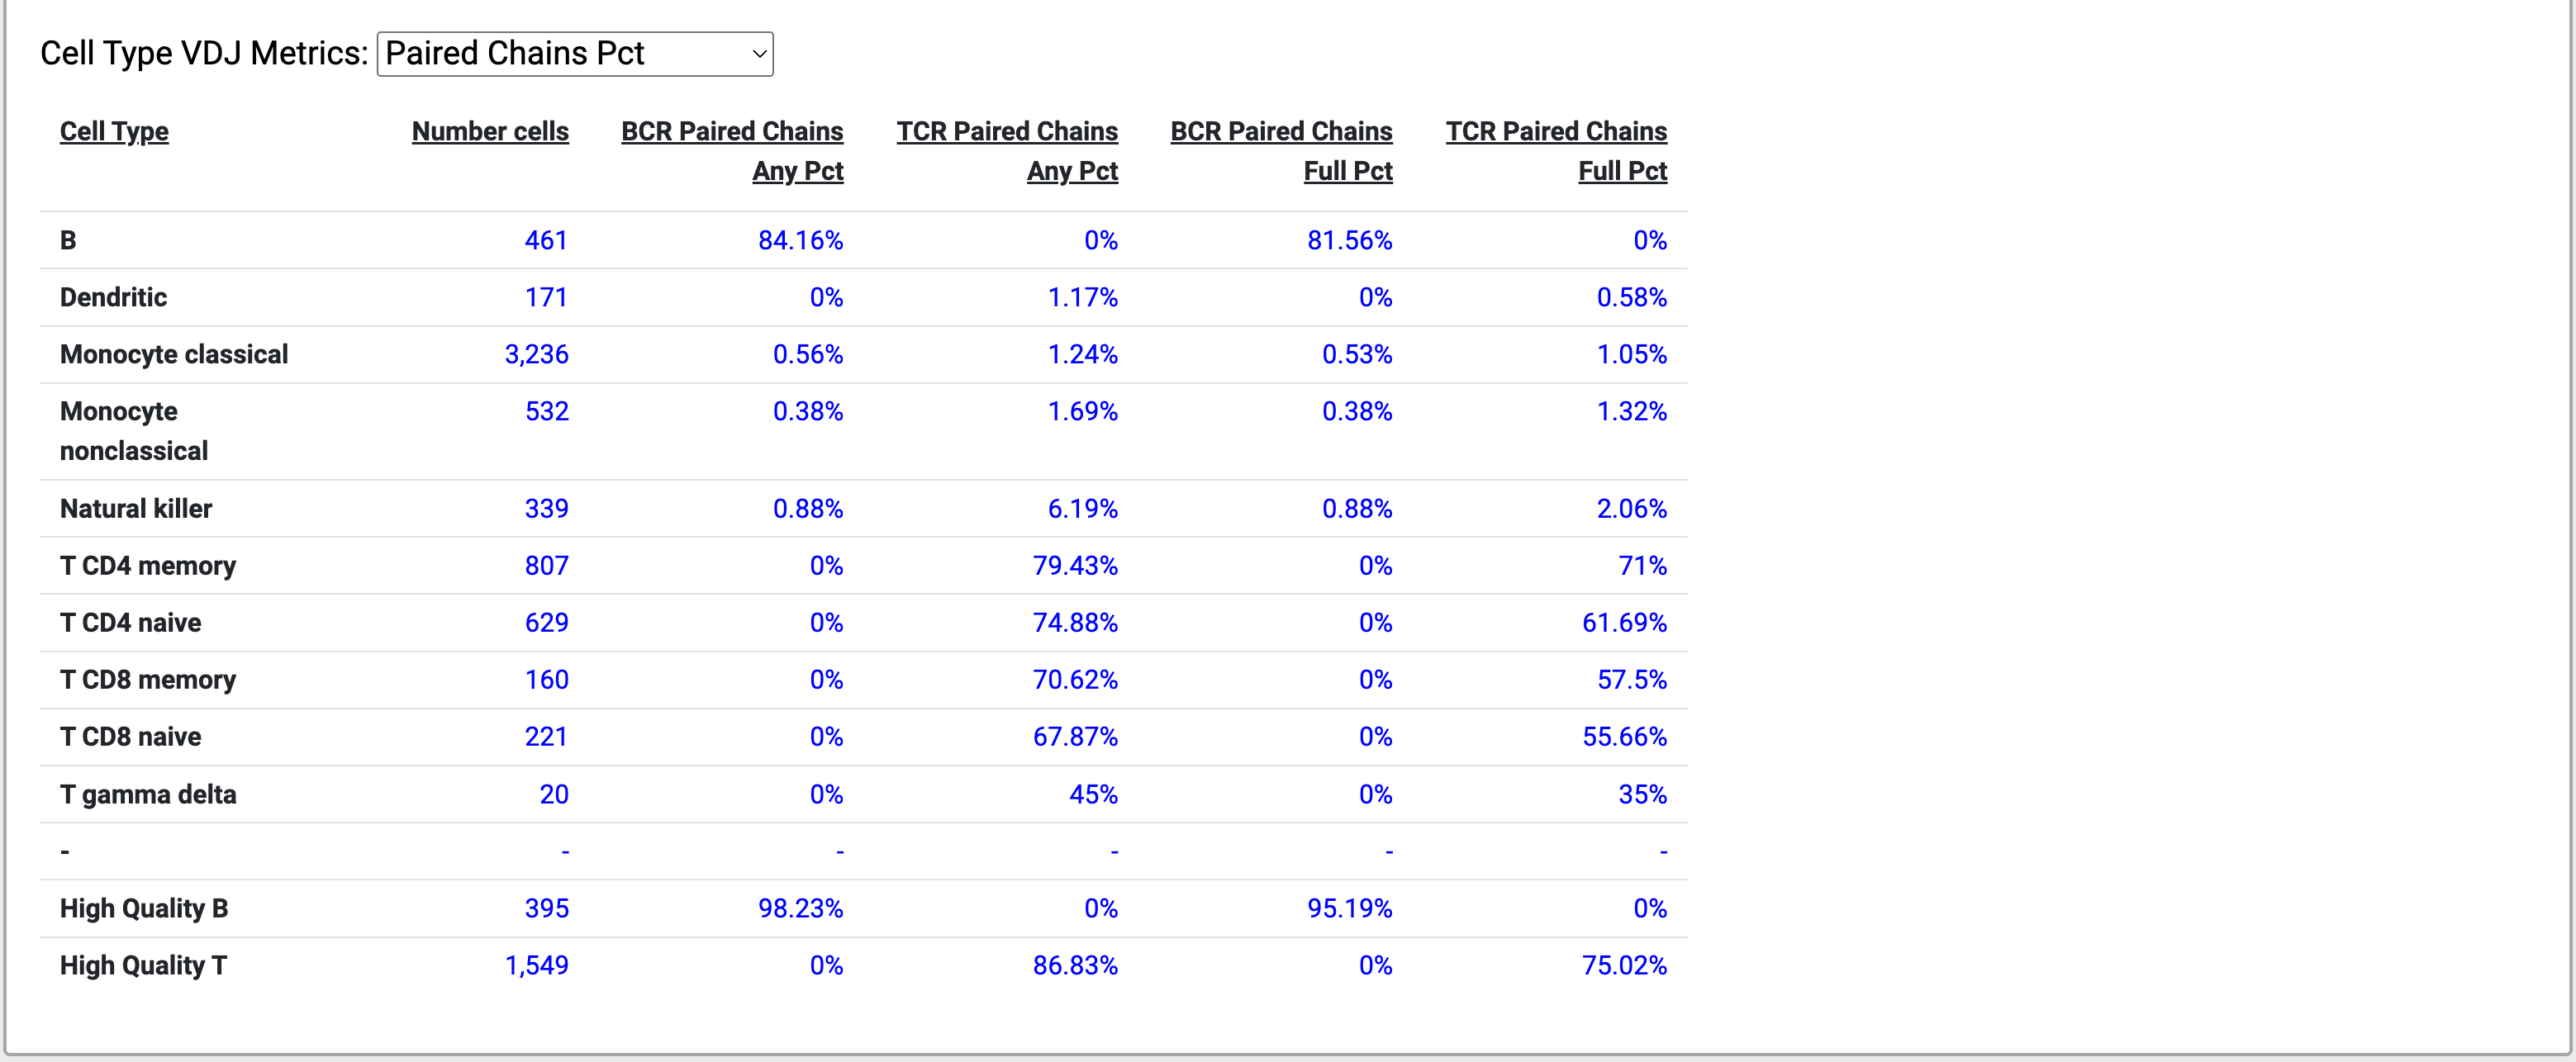 Cell Type VDJ Metrics: Paired Chains Pct
Cell Type Number cells BCR Paired Chains Any Pct TCR Paired Chains Any Pct BCR Paired Chains Full Pct TCR Paired Chains Full Pct
B 461 84.16% 0% 81.56% 0%
Dendritic 171 0% 1.17% 0% 0.58%
Monocyte classical 3,236 0.56% 1.24% 0.53% 1.05%
Monocyte nonclassical 532 0.38% 1.69% 0.38% 1.32%
Natural killer 339 0.88% 6.19% 0.88% 2.06%
T CD4 memory 807 0% 79.43% 0% 71%
T CD4 naive 629 0% 74.88% 0% 61.69%
T CD8 memory 160 0% 70.62% 0% 57.5%
T CD8 naive 221 0% 67.87% 0% 55.66%
T gamma delta 20 0% 45% 0% 35%
- - - - - -
High Quality B 395 98.23% 0% 95.19% 0%
High Quality T 1,549 0% 86.83% 0% 75.02%